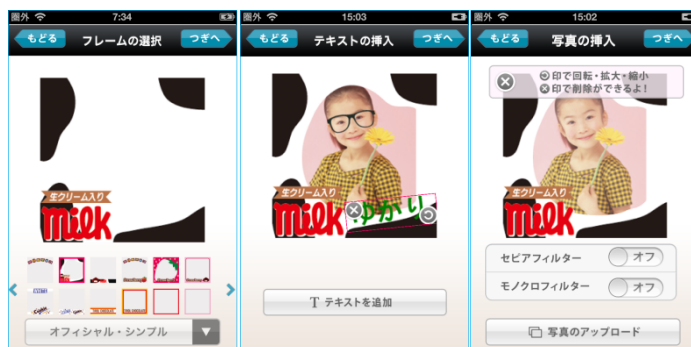 圏外 7:34
もどる フレームの選択 つぎへ
生クリーム入り
milk
オフィシャル・シンプル ▼
圏外 15:03
もどる テキストの挿入 つぎへ
生クリーム入り
milk
ゆかり
T テキストを追加
圏外 15:02
もどる 写真の挿入 つぎへ
印で回転・拡大・縮小
印で削除ができるよ!
生クリーム入り
milk
セピアフィルター オフ
モノクロフィルター オフ
写真のアップロード